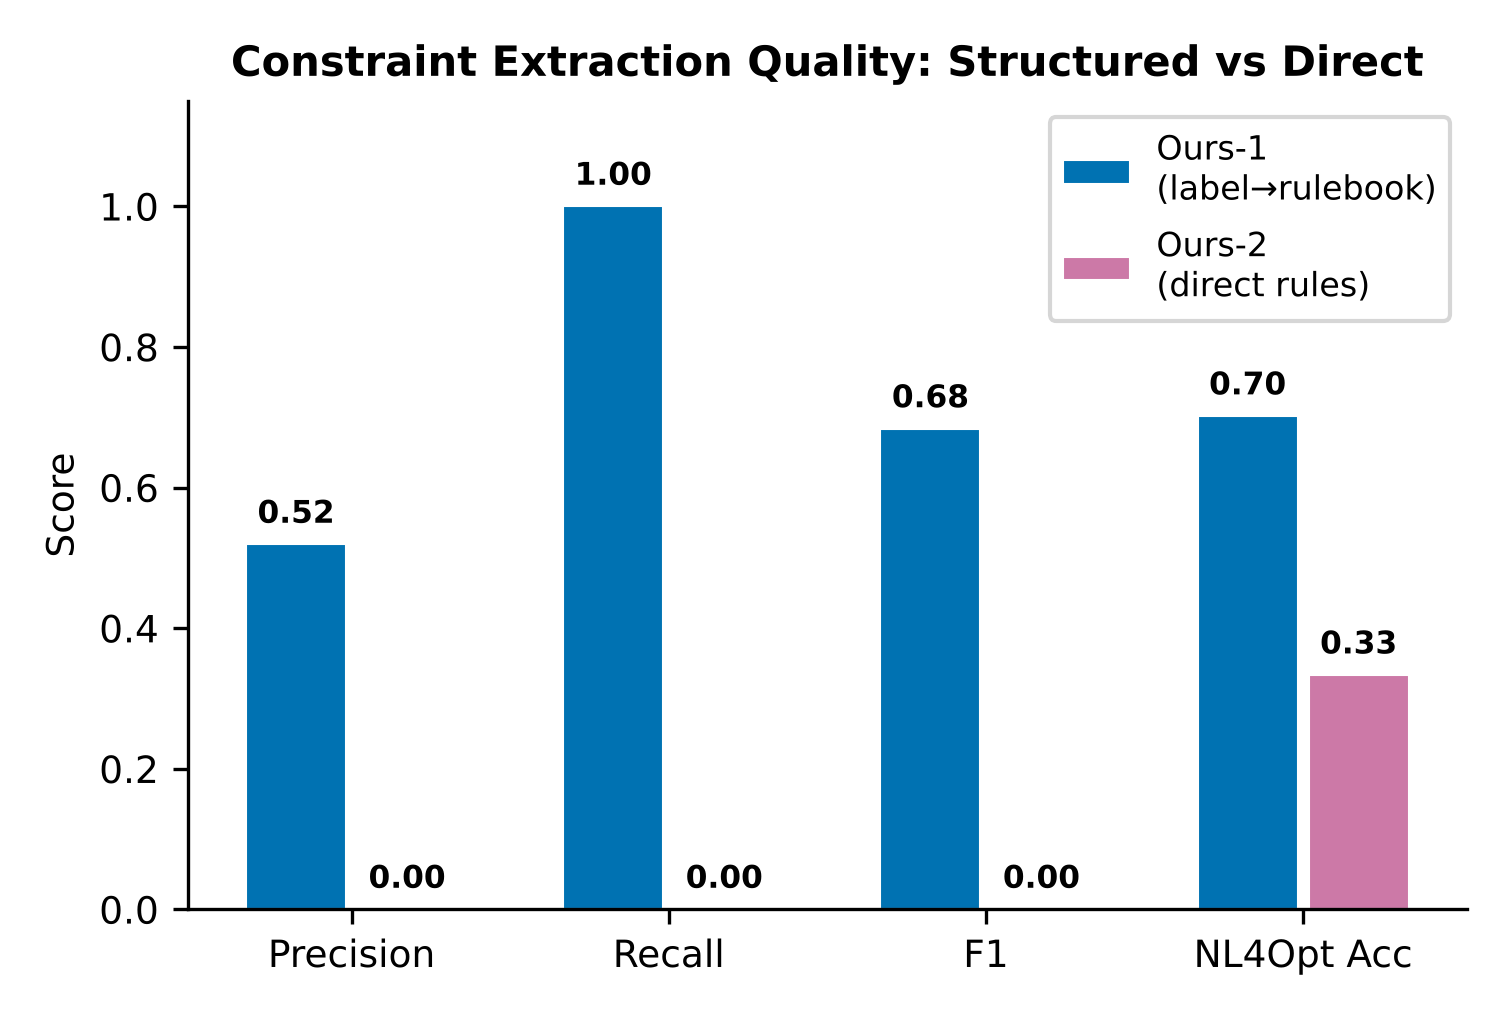 Constraint Extraction Quality: Structured vs Direct
Ours-1
(label→rulebook)
Ours-2
(direct rules)
Score
1.0
0.8
0.6
0.4
0.2
0.0
0.52
0.00
1.00
0.00
0.68
0.00
0.70
0.33
Precision
Recall
F1
NL4Opt Acc